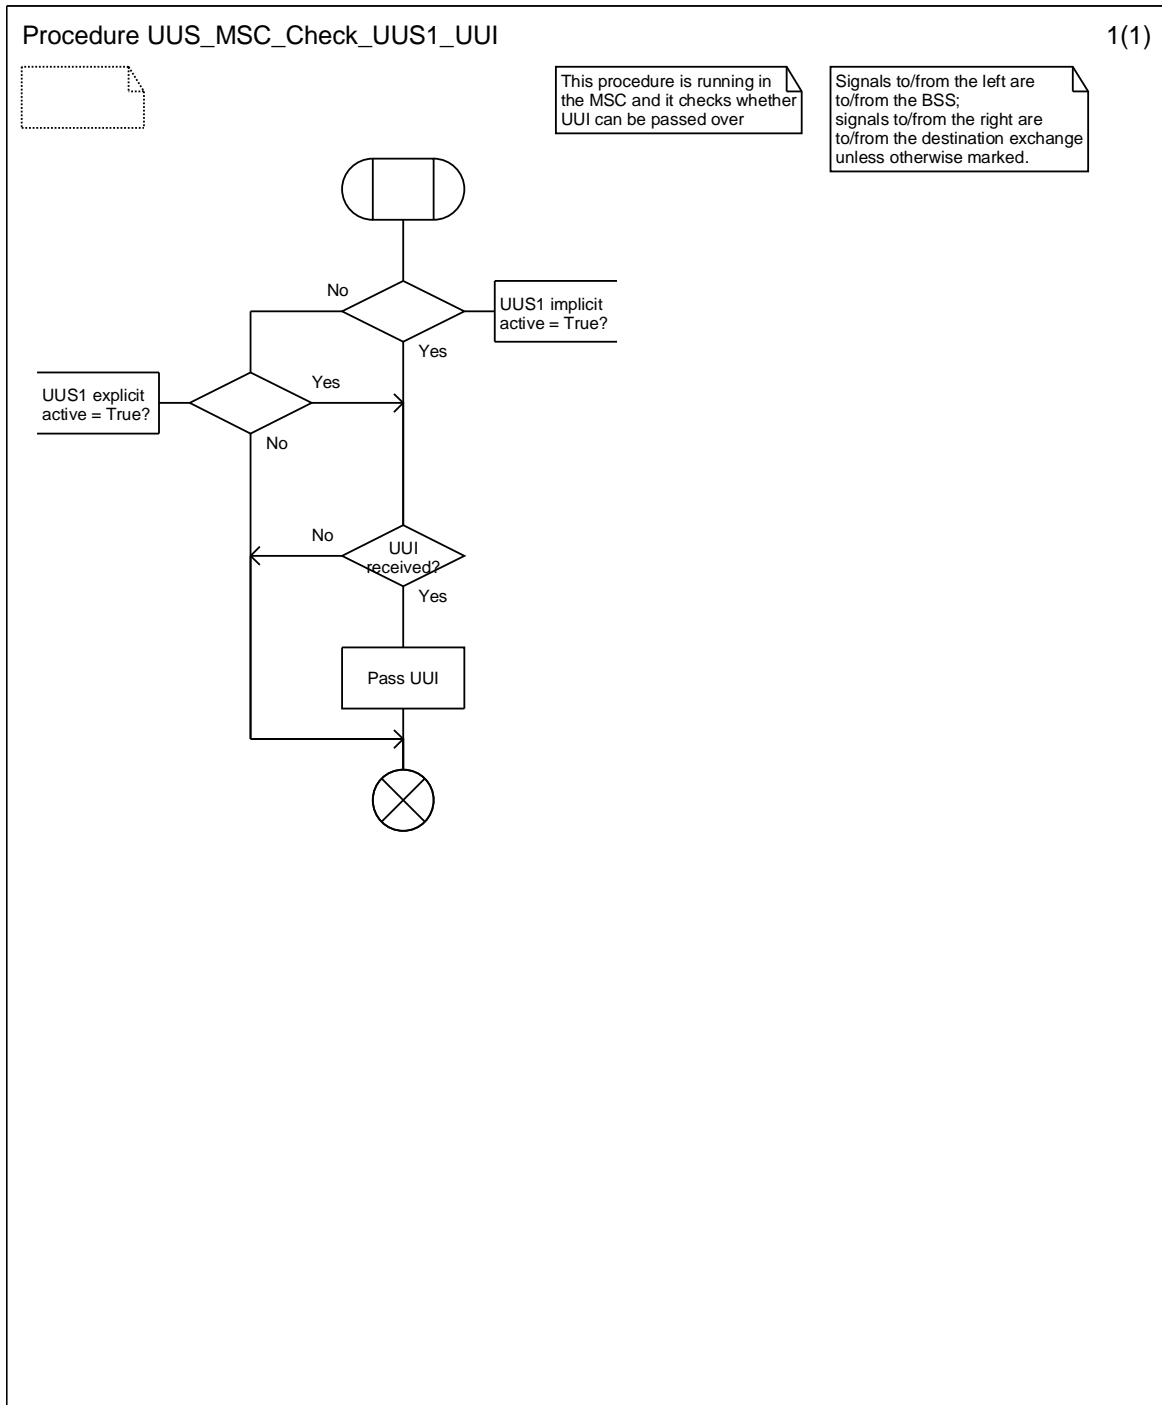 Procedure UUS_MSC_Check_UUS1_UUI
1(1)
This procedure is running in
the MSC and it checks whether
UUI can be passed over
Signals to/from the left are
to/from the BSS;
signals to/from the right are
to/from the destination exchange
unless otherwise marked.
No
UUS1 implicit
active = True?
Yes
UUS1 explicit
active = True?
Yes
No
No
UUI
received?
Yes
Pass UUI